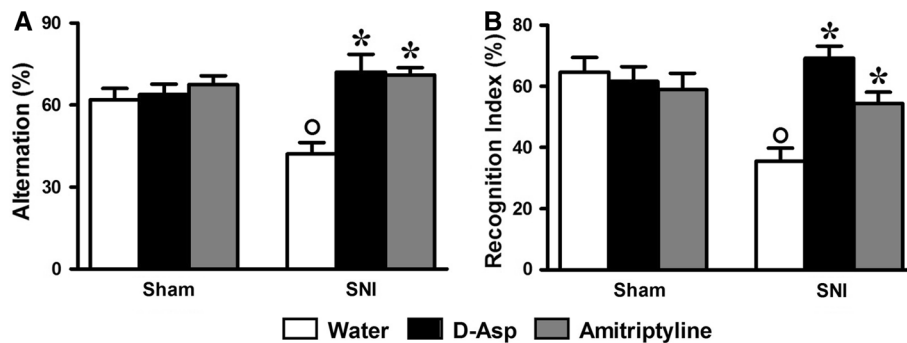 A
B
Alternation (%)
90
60
30
0
Sham
SNI
o
*
*
Recognition Index (%)
80
60
40
20
0
Sham
SNI
o
*
*
Water
D-Asp
Amitriptyline